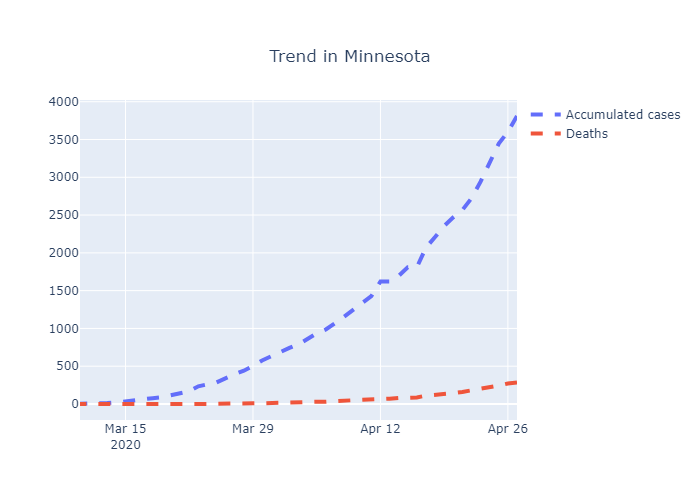 Trend in Minnesota
4000
3500
3000
2500
2000
1500
1000
500
0
Mar 15
2020
Mar 29
Apr 12
Apr 26
Accumulated cases
Deaths